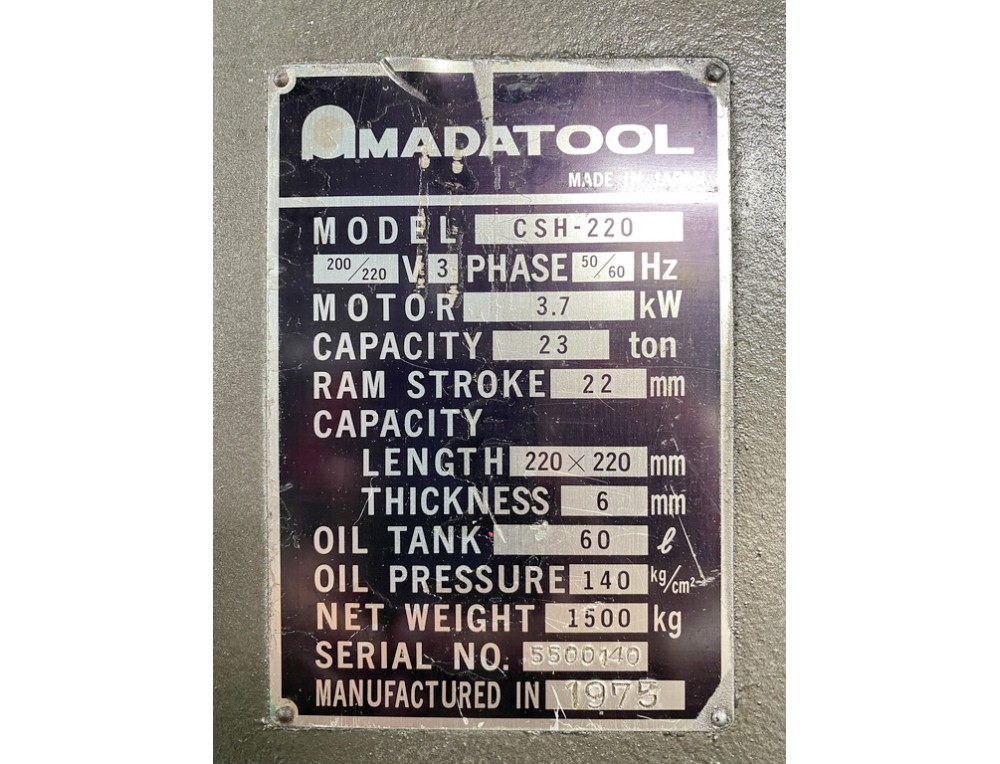 AMADATOOL
MADE IN JAPAN
MODEL CSH-220
200/220 V 3 PHASE 50/60 Hz
MOTOR 3.7 kW
CAPACITY 23 ton
RAM STROKE 22 mm
CAPACITY
LENGTH 220×220 mm
THICKNESS 6 mm
OIL TANK 60 ℓ
OIL PRESSURE 140 kg/cm²
NET WEIGHT 1500 kg
SERIAL NO. 5500140
MANUFACTURED IN 1975